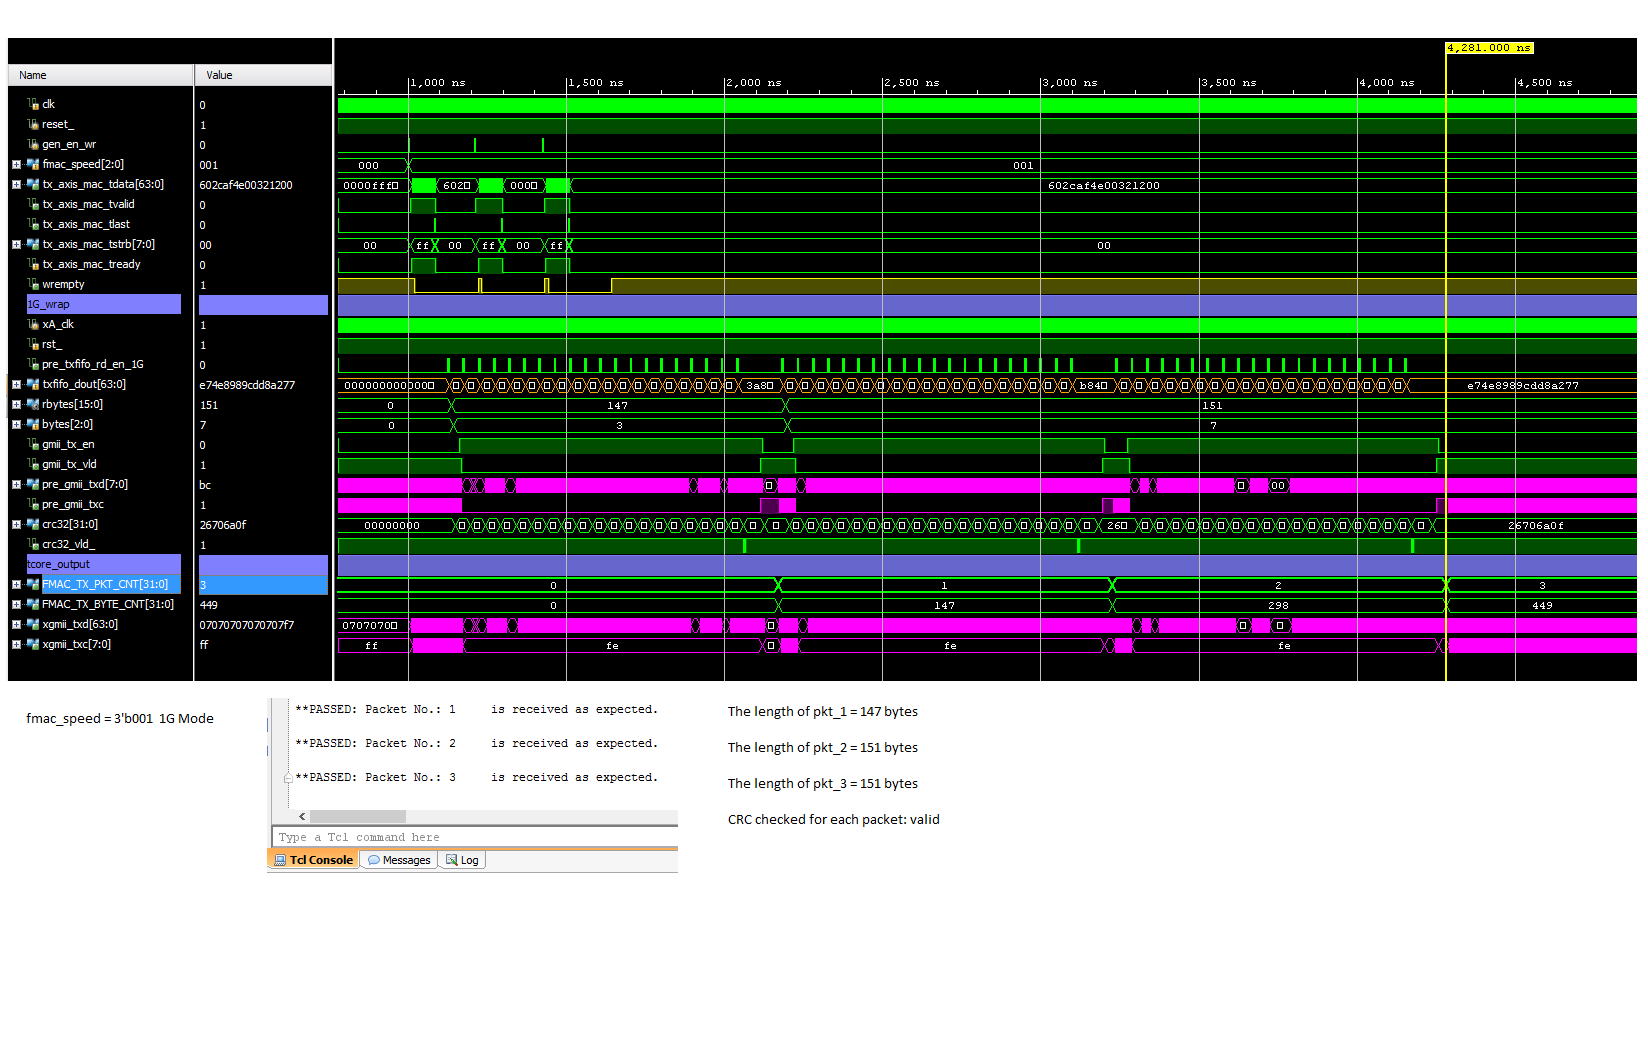 4,281.000 ns
Name Value
1,000 ns 1,500 ns 2,000 ns 2,500 ns 3,000 ns 3,500 ns 4,000 ns 4,500 ns
clk 0
reset_ 1
gen_en_wr 0
fmac_speed[2:0] 001 000 001
tx_axis_mac_tdata[63:0] 602caf4e00321200 0000fff 602 000 602caf4e00321200
tx_axis_mac_tvalid 0
tx_axis_mac_tlast 0
tx_axis_mac_tstrb[7:0] 00 00 ff 00 ff 00 ff 00
tx_axis_mac_tready 0
wrempty 1
1G_wrap
xA_clk 1
rst_ 1
pre_txfifo_rd_en_1G 0
txfifo_dout[63:0] e74e8989cdd8a277 000000000000 3a8 b84 e74e8989cdd8a277
rbytes[15:0] 151 0 147 151
bytes[2:0] 7 0 3 7
gmii_tx_en 0
gmii_tx_vld 1
pre_gmii_txd[7:0] bc 00
pre_gmii_txc 1
crc32[31:0] 26706a0f 00000000 26 26706a0f
crc32_vld_ 1
tcore_output
FMAC_TX_PKT_CNT[31:0] 3 0 1 2 3
FMAC_TX_BYTE_CNT[31:0] 449 0 147 298 449
xgmii_txd[63:0] 07070707070707f7 0707070
xgmii_txc[7:0] ff ff fe fe fe
fmac_speed = 3'b001 1G Mode
**PASSED: Packet No.: 1 is received as expected.
**PASSED: Packet No.: 2 is received as expected.
**PASSED: Packet No.: 3 is received as expected.
Type a Tcl command here
Tcl Console Messages Log
The length of pkt_1 = 147 bytes
The length of pkt_2 = 151 bytes
The length of pkt_3 = 151 bytes
CRC checked for each packet: valid